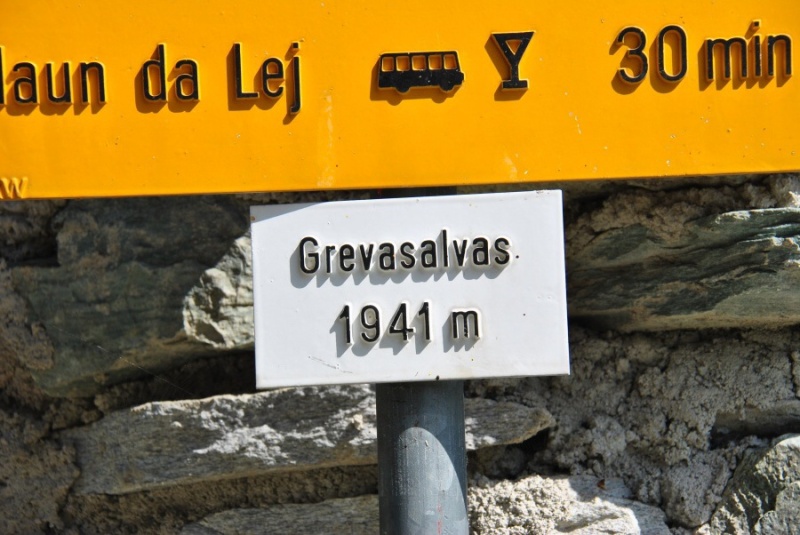 laun da Lej 30 min
w
Grevasalvas
1941 m